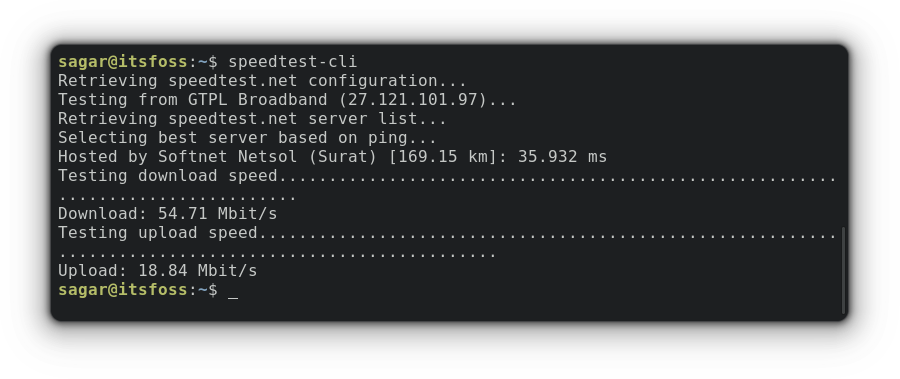 sagar@itsfoss:~$ speedtest-cli
Retrieving speedtest.net configuration...
Testing from GTPL Broadband (27.121.101.97)...
Retrieving speedtest.net server list...
Selecting best server based on ping...
Hosted by Softnet Netsol (Surat) [169.15 km]: 35.932 ms
Testing download speed........................................................
........................
Download: 54.71 Mbit/s
Testing upload speed..........................................................
............................................
Upload: 18.84 Mbit/s
sagar@itsfoss:~$ _